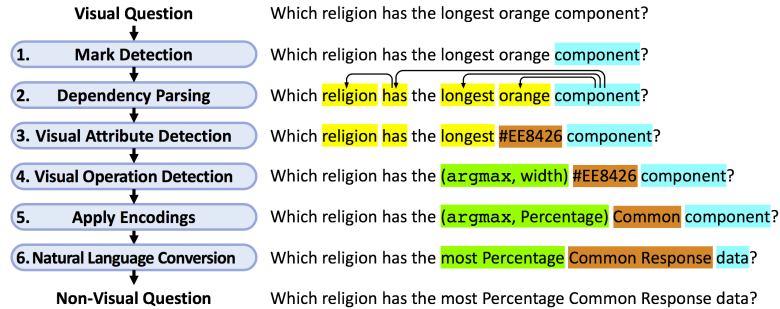 Visual Question Which religion has the longest orange component?
1. Mark Detection Which religion has the longest orange component?
2. Dependency Parsing Which religion has the longest orange component?
3. Visual Attribute Detection Which religion has the longest #EE8426 component?
4. Visual Operation Detection Which religion has the (argmax, width) #EE8426 component?
5. Apply Encodings Which religion has the (argmax, Percentage) Common component?
6. Natural Language Conversion Which religion has the most Percentage Common Response data?
Non-Visual Question Which religion has the most Percentage Common Response data?